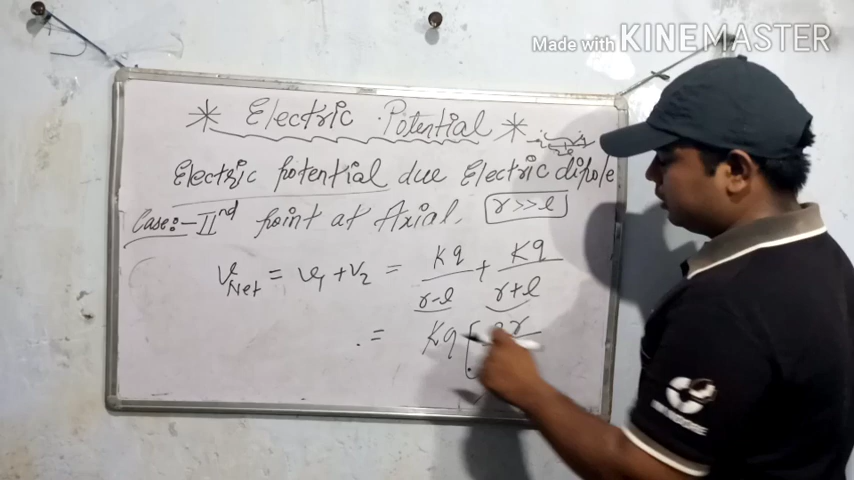 Made with KINEMASTER
* Electric Potential *
Electric potential due Electric dipole
Case:- IInd point at Axial. r>>l
VNet = V1 + V2 = Kq/r-l + Kq/r+l
= Kq [ 2r